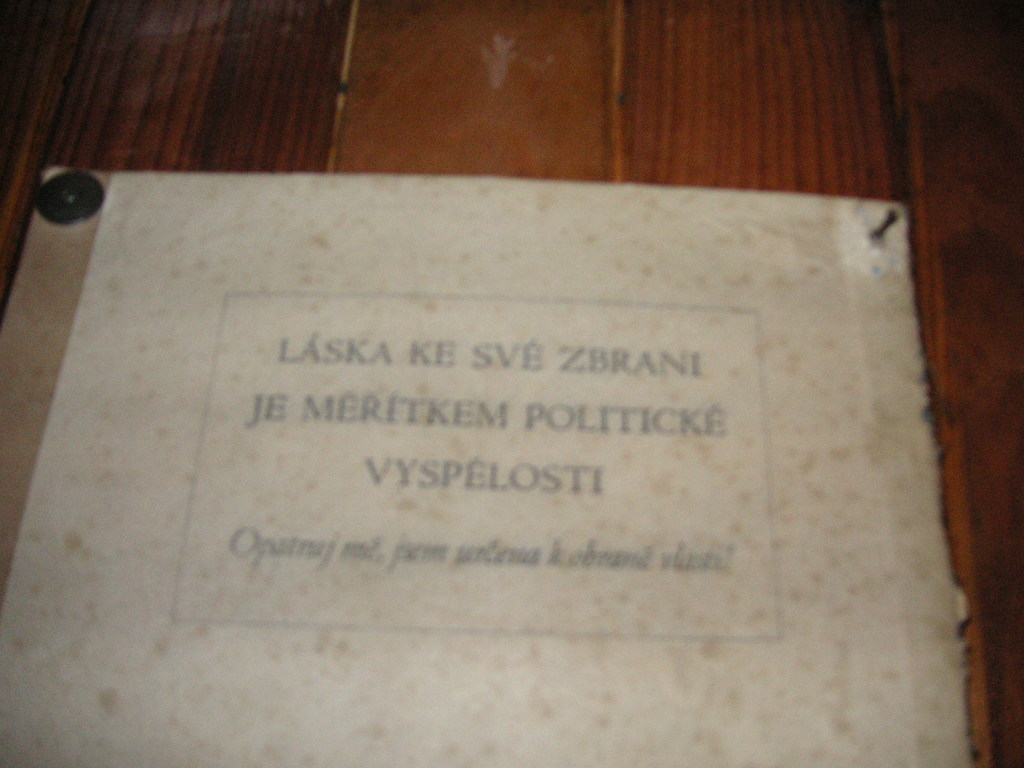 LÁSKA KE SVÉ ZBRANI
JE MĚŘÍTKEM POLITICKÉ
VYSPĚLOSTI
Opatruj mě, jsem určena k obraně vlasti!